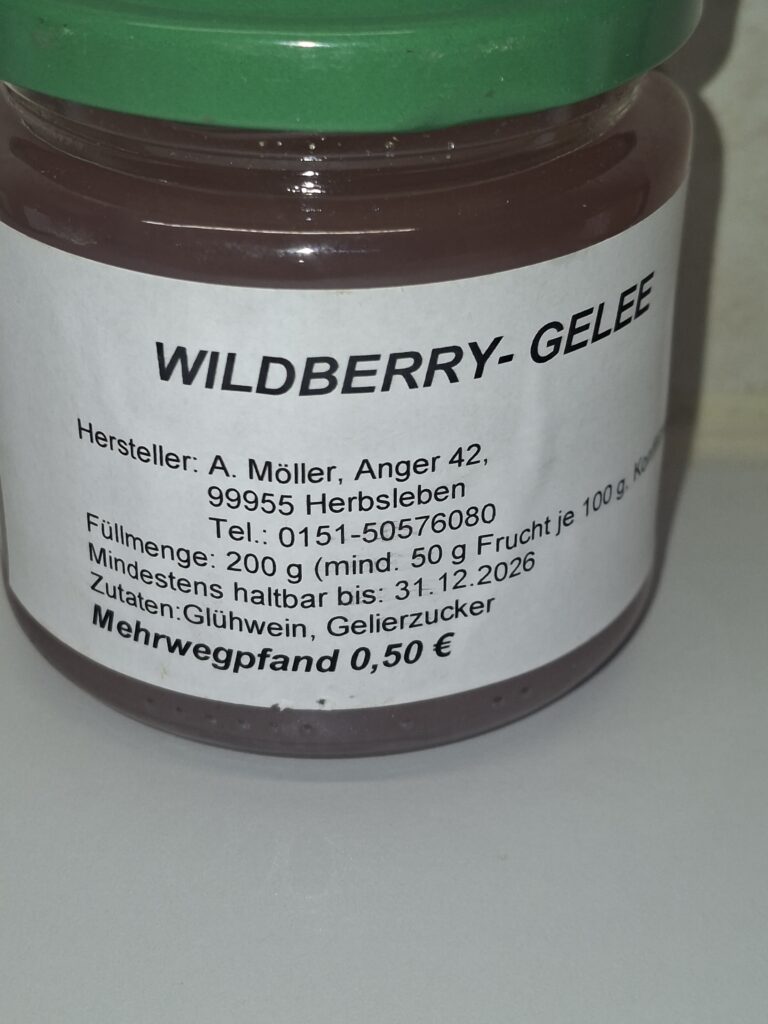 WILDBERRY- GELEE
Hersteller: A. Möller, Anger 42,
99955 Herbsleben
Tel.: 0151-50576080
Füllmenge: 200 g (mind. 50 g Frucht je 100 g,
Mindestens haltbar bis: 31.12.2026
Zutaten:Glühwein, Gelierzucker
Mehrwegpfand 0,50 €